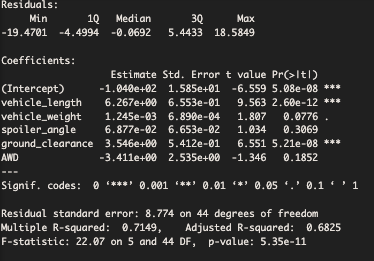 Residuals:
     Min       1Q   Median       3Q      Max
-19.4701  -4.4994  -0.0692   5.4433  18.5849
Coefficients:
                   Estimate Std. Error t value Pr(>|t|)
(Intercept)      -1.040e+02  1.585e+01  -6.559 5.08e-08 ***
vehicle_length    6.267e+00  6.553e-01   9.563 2.60e-12 ***
vehicle_weight    1.245e-03  6.890e-04   1.807   0.0776 .
spoiler_angle     6.877e-02  6.653e-02   1.034   0.3069
ground_clearance  3.546e+00  5.412e-01   6.551 5.21e-08 ***
AWD              -3.411e+00  2.535e+00  -1.346   0.1852
---
Signif. codes:  0 ‘***’ 0.001 ‘**’ 0.01 ‘*’ 0.05 ‘.’ 0.1 ‘ ’ 1
Residual standard error: 8.774 on 44 degrees of freedom
Multiple R-squared:  0.7149,	Adjusted R-squared:  0.6825
F-statistic: 22.07 on 5 and 44 DF,  p-value: 5.35e-11